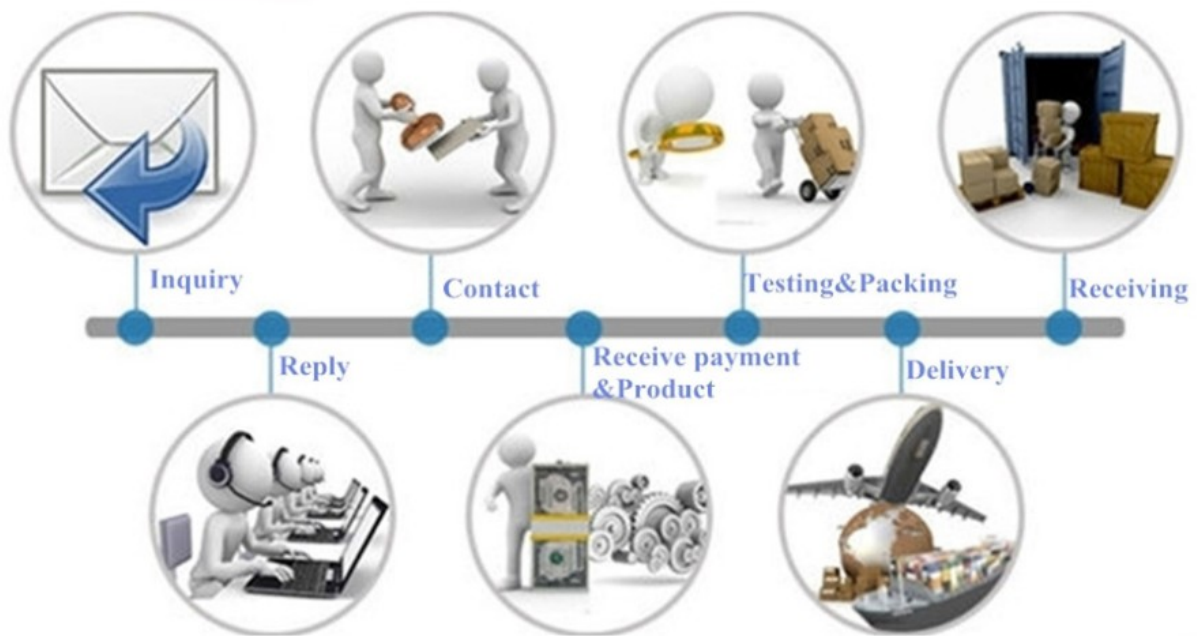 Inquiry
Contact
Testing&Packing
Receiving
Reply
Receive payment
&Product
Delivery